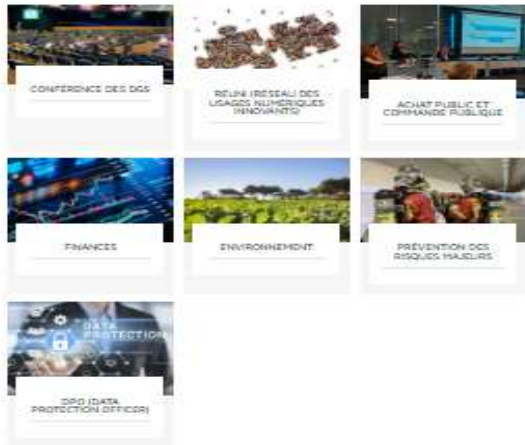 CONFÉRENCE DES DGS
RÉUNI (RÉSEAU DES
USAGES NUMÉRIQUES
INNOVANTS)
ACHAT PUBLIC ET
COMMANDE PUBLIQUE
FINANCES
ENVIRONNEMENT
PRÉVENTION DES
RISQUES MAJEURS
DATA
PROTECTION
DPO (DATA
PROTECTION OFFICER)